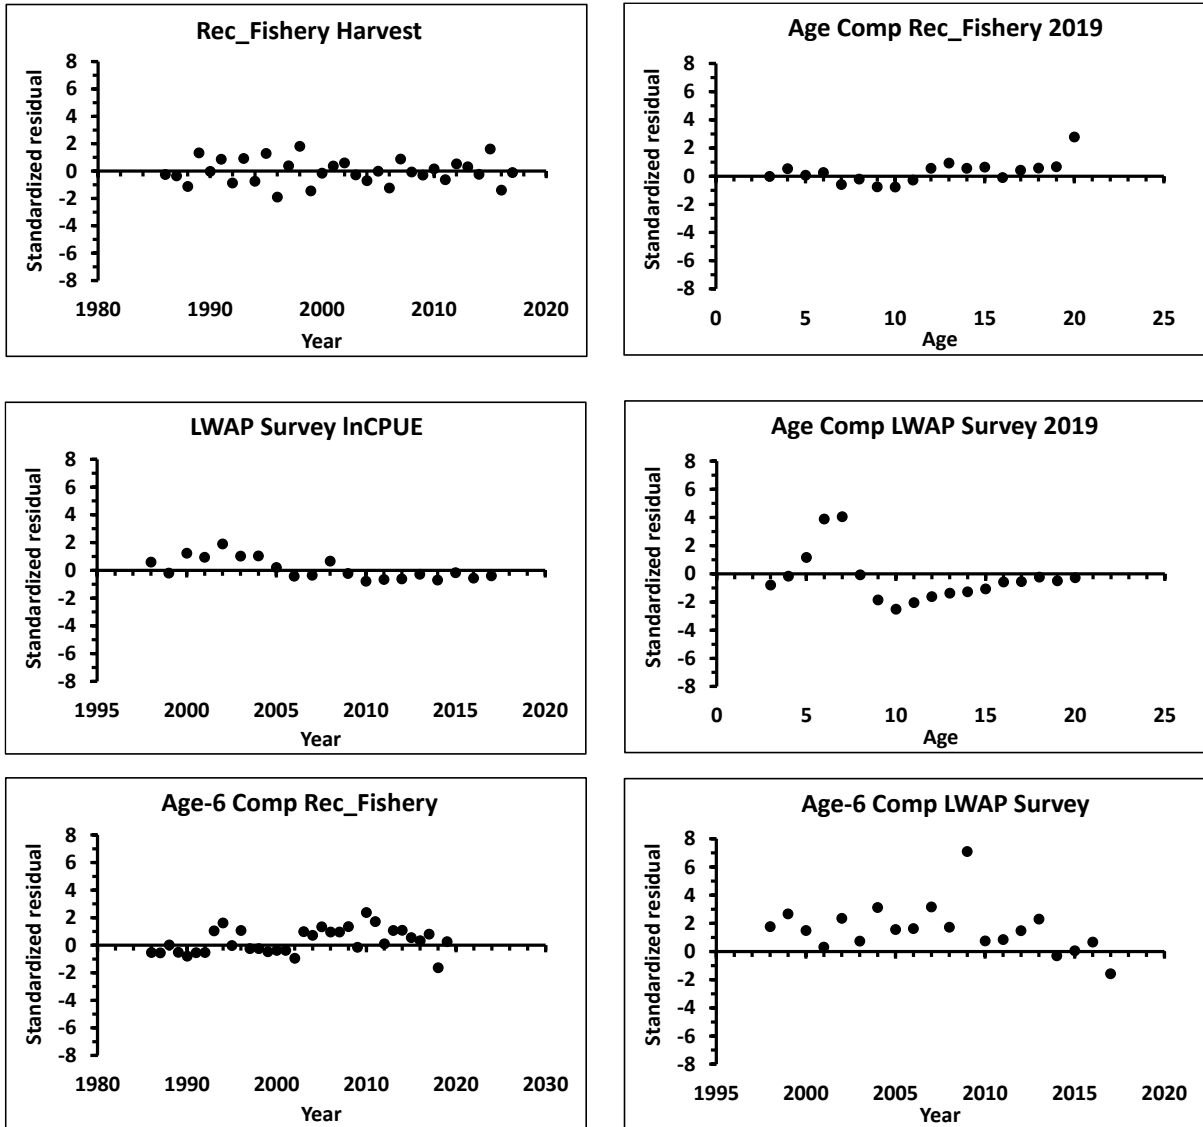 Rec_Fishery Harvest
Standardized residual
8
6
4
2
0
-2
-4
-6
-8
1980 1990 2000 2010 2020
Year
Age Comp Rec_Fishery 2019
Standardized residual
8
6
4
2
0
-2
-4
-6
-8
0 5 10 15 20 25
Age
LWAP Survey lnCPUE
Standardized residual
8
6
4
2
0
-2
-4
-6
-8
1995 2000 2005 2010 2015 2020
Year
Age Comp LWAP Survey 2019
Standardized residual
8
6
4
2
0
-2
-4
-6
-8
0 5 10 15 20 25
Age
Age-6 Comp Rec_Fishery
Standardized residual
8
6
4
2
0
-2
-4
-6
-8
1980 1990 2000 2010 2020 2030
Year
Age-6 Comp LWAP Survey
Standardized residual
8
6
4
2
0
-2
-4
-6
-8
1995 2000 2005 2010 2015 2020
Year